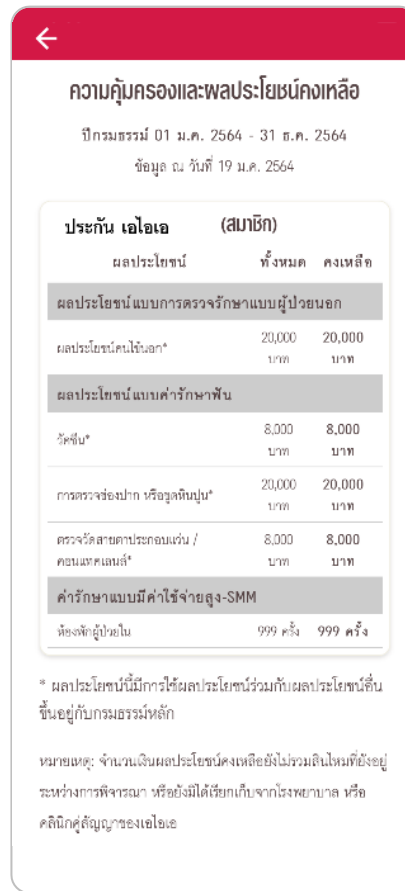 ความคุ้มครองและผลประโยชน์คงเหลือ
ปีกรมธรรม์ 01 ม.ค. 2564 - 31 ธ.ค. 2564
ข้อมูล ณ วันที่ 19 ม.ค. 2564
ประกัน เอไอเอ (สมาชิก)
ผลประโยชน์ ทั้งหมด คงเหลือ
ผลประโยชน์แบบการตรวจรักษาแบบผู้ป่วยนอก
ผลประโยชน์คนไข้นอก* 20,000 บาท 20,000 บาท
ผลประโยชน์แบบค่ารักษาฟัน
วัคซีน* 8,000 บาท 8,000 บาท
การตรวจช่องปาก หรือขูดหินปูน* 20,000 บาท 20,000 บาท
ตรวจวัดสายตาประกอบแว่น / 8,000 8,000
คอนแทคเลนส์* บาท บาท
ค่ารักษาแบบมีค่าใช้จ่ายสูง-SMM
ห้องพักผู้ป่วยใน 999 ครั้ง 999 ครั้ง
* ผลประโยชน์นี้มีการใช้ผลประโยชน์ร่วมกับผลประโยชน์อื่น
ขึ้นอยู่กับกรมธรรม์หลัก
หมายเหตุ: จำนวนเงินผลประโยชน์คงเหลือยังไม่รวมสินไหมที่ยังอยู่
ระหว่างการพิจารณา หรือยังมิได้เรียกเก็บจากโรงพยาบาล หรือ
คลินิกคู่สัญญาของเอไอเอ